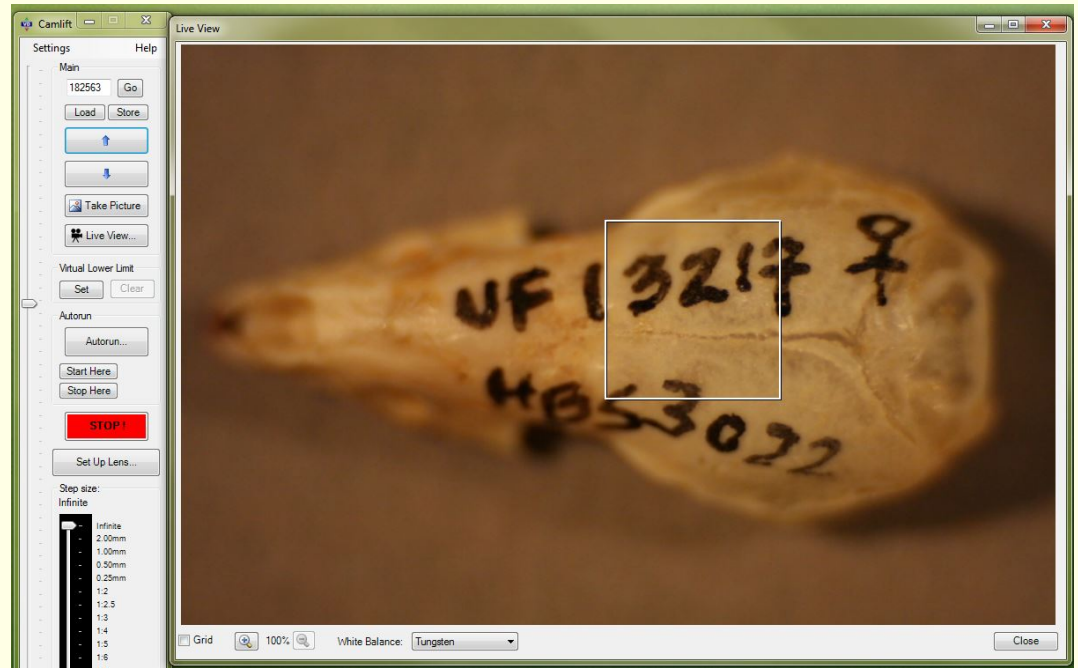 Camlift
Settings Help
Main
182563 Go
Load Store
Take Picture
Live View...
Virtual Lower Limit
Set Clear
Autorun
Autorun...
Start Here
Stop Here
STOP!
Set Up Lens...
Step size:
Infinite
Infinite
2.00mm
1.00mm
0.50mm
0.25mm
1:2
1:2.5
1:3
1:4
1:5
1:6
Live View
UF 13217 ♀
HBS3022
Grid 100% White Balance: Tungsten Close